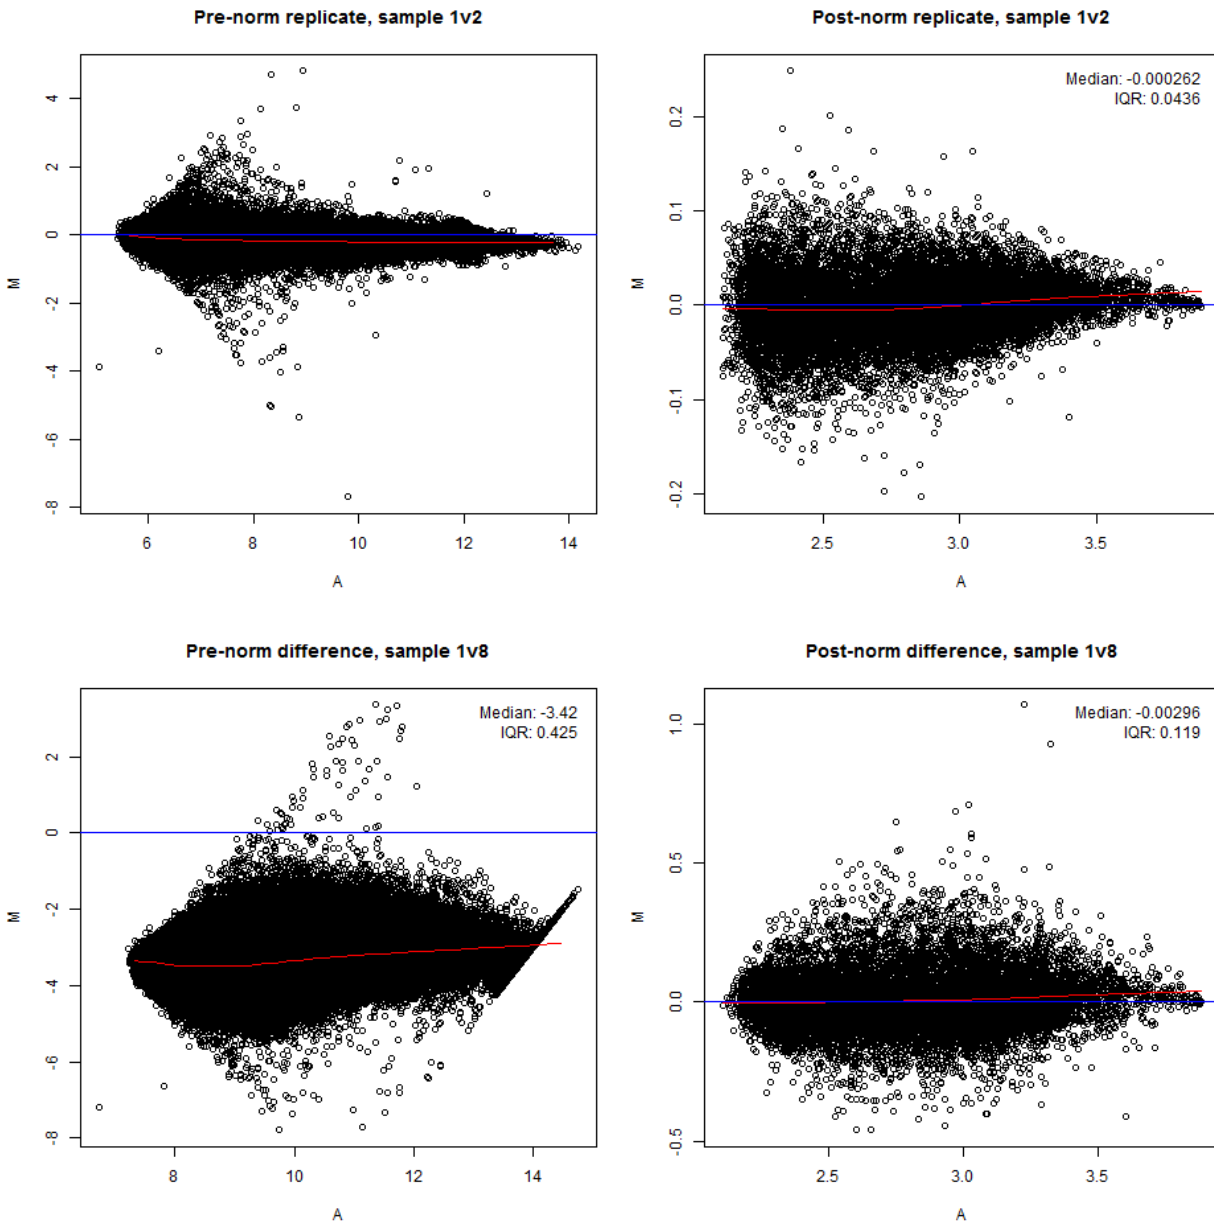 Pre-norm replicate, sample 1v2
4
2
0
-2
-4
-6
-8
M
6
8
10
12
14
A
Post-norm replicate, sample 1v2
Median: -0.000262
IQR: 0.0436
0.2
0.1
0.0
-0.1
-0.2
M
2.5
3.0
3.5
A
Pre-norm difference, sample 1v8
Median: -3.42
IQR: 0.425
2
0
-2
-4
-6
-8
M
8
10
12
14
A
Post-norm difference, sample 1v8
Median: -0.00296
IQR: 0.119
1.0
0.5
0.0
-0.5
M
2.5
3.0
3.5
A